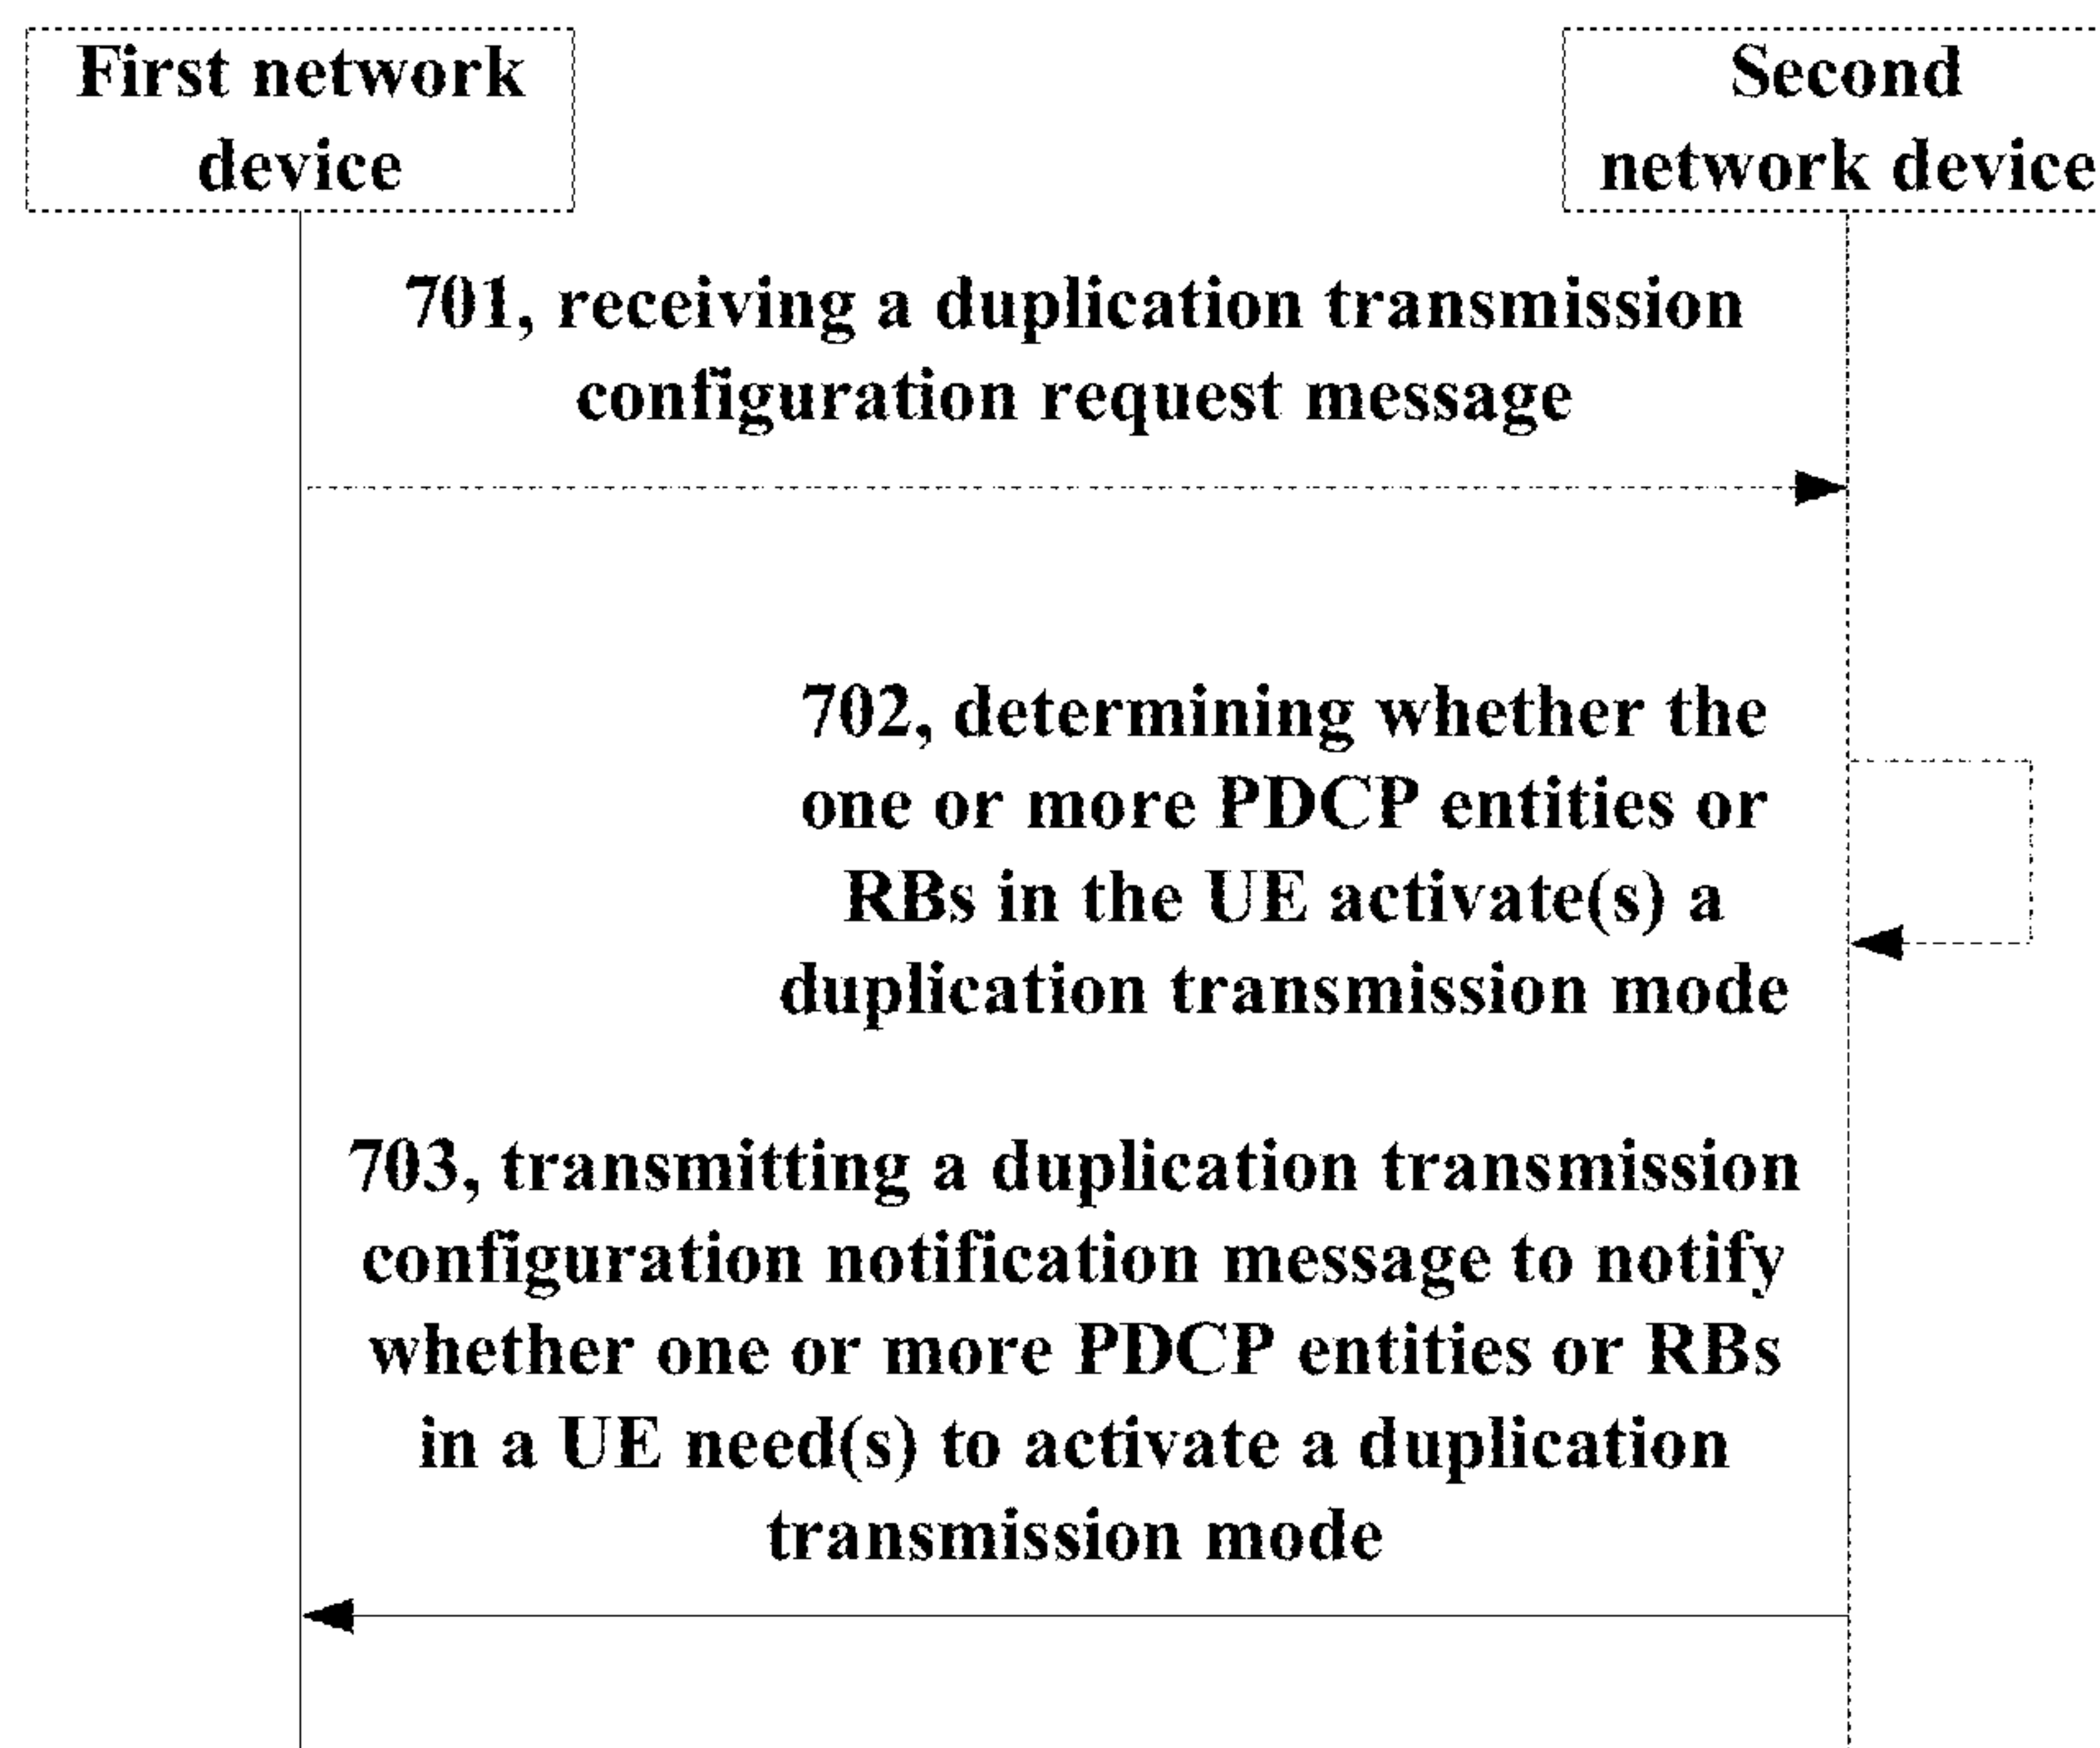 First network
device
Second
network device
701, receiving a duplication transmission
configuration request message
702, determining whether the
one or more PDCP entities or
RBs in the UE activate(s) a
duplication transmission mode
703, transmitting a duplication transmission
configuration notification message to notify
whether one or more PDCP entities or RBs
in a UE need(s) to activate a duplication
transmission mode